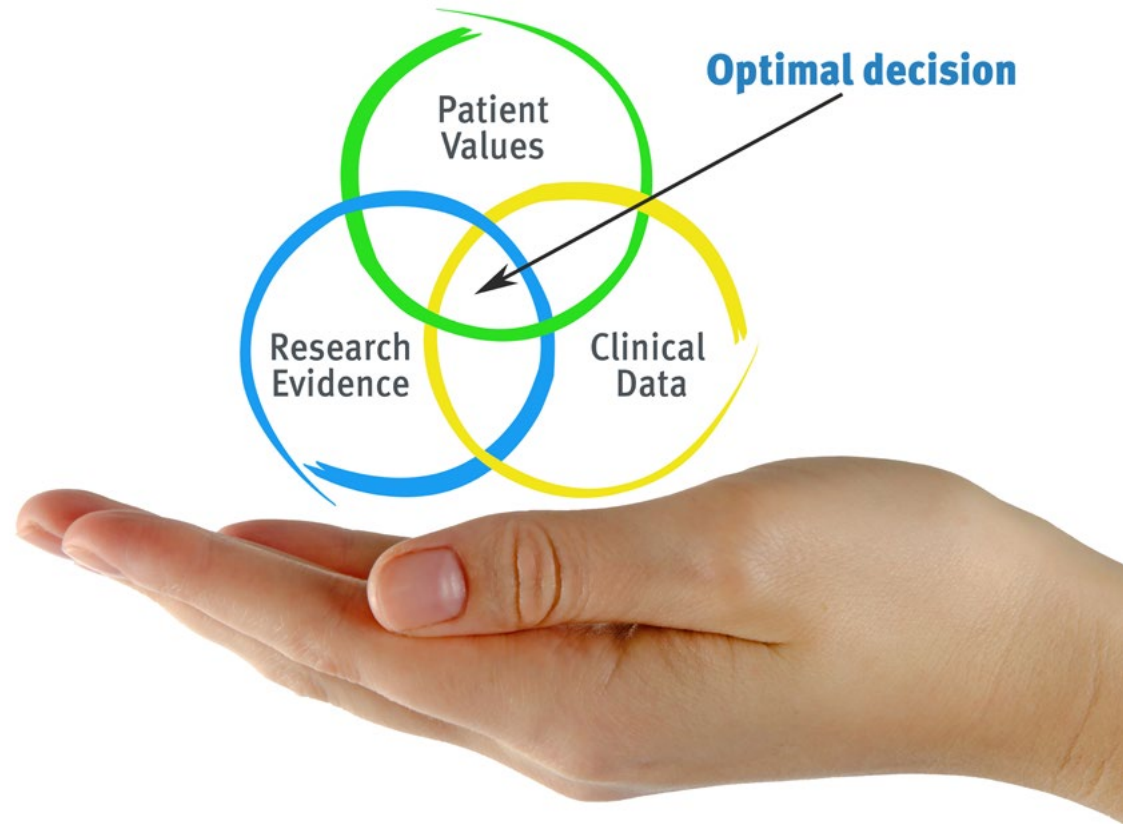 Optimal decision
Patient
Values
Research
Evidence
Clinical
Data